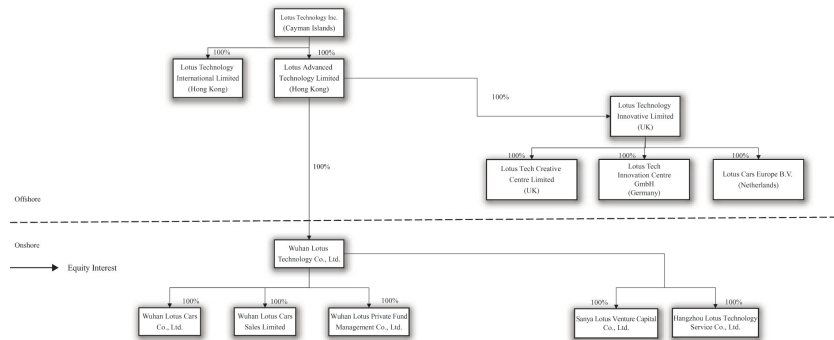 Lotus Technology Inc.
(Cayman Islands)
100%
100%
Lotus Technology
International Limited
(Hong Kong)
Lotus Advanced
Technology Limited
(Hong Kong)
100%
Lotus Technology
Innovative Limited
(UK)
100%
100%
100%
100%
Lotus Tech Creative
Centre Limited
(UK)
Lotus Tech
Innovation Centre
GmbH
(Germany)
Lotus Cars Europe B.V.
(Netherlands)
Offshore
Onshore
Wuhan Lotus
Technology Co., Ltd.
Equity Interest
100%
100%
100%
100%
100%
Wuhan Lotus Cars
Co., Ltd.
Wuhan Lotus Cars
Sales Limited
Wuhan Lotus Private Fund
Management Co., Ltd.
Sanya Lotus Venture Capital
Co., Ltd.
Hangzhou Lotus Technology
Service Co., Ltd.